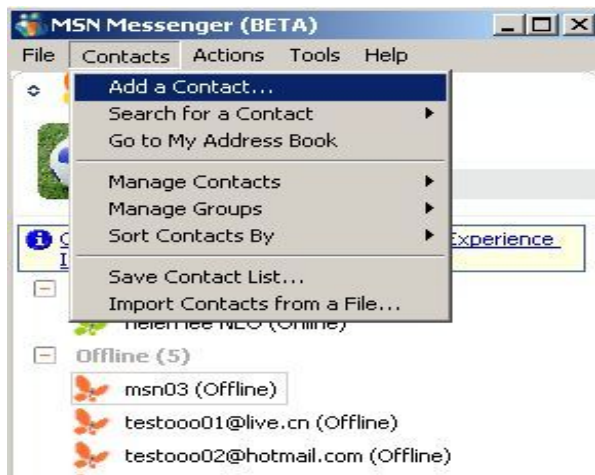 MSN Messenger (BETA)
File Contacts Actions Tools Help
Add a Contact...
Search for a Contact
Go to My Address Book
Manage Contacts
Manage Groups
Sort Contacts By
Experience
Save Contact List...
Import Contacts from a File...
(Online)
Offline (5)
msn03 (Offline)
testooo01@live.cn (Offline)
testooo02@hotmail.com (Offline)